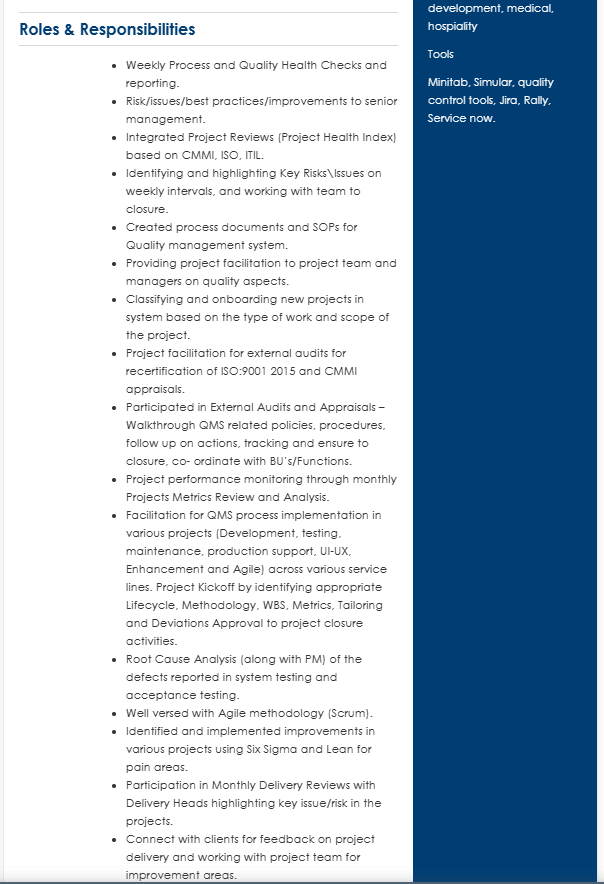 Roles & Responsibilities
• Weekly Process and Quality Health Checks and
reporting.
• Risk/issues/best practices/improvements to senior
management.
• Integrated Project Reviews (Project Health Index)
based on CMMI, ISO, ITIL.
• Identifying and highlighting Key Risks\Issues on
weekly intervals, and working with team to
closure.
• Created process documents and SOPs for
Quality management system.
• Providing project facilitation to project team and
managers on quality aspects.
• Classifying and onboarding new projects in
system based on the type of work and scope of
the project.
• Project facilitation for external audits for
recertification of ISO:9001 2015 and CMMI
appraisals.
• Participated in External Audits and Appraisals –
Walkthrough QMS related policies, procedures,
follow up on actions, tracking and ensure to
closure, co- ordinate with BU's/Functions.
• Project performance monitoring through monthly
Projects Metrics Review and Analysis.
• Facilitation for QMS process implementation in
various projects (Development, testing,
maintenance, production support, UI-UX,
Enhancement and Agile) across various service
lines. Project Kickoff by identifying appropriate
Lifecycle, Methodology, WBS, Metrics, Tailoring
and Deviations Approval to project closure
activities.
• Root Cause Analysis (along with PM) of the
defects reported in system testing and
acceptance testing.
• Well versed with Agile methodology (Scrum).
• Identified and implemented improvements in
various projects using Six Sigma and Lean for
pain areas.
• Participation in Monthly Delivery Reviews with
Delivery Heads highlighting key issue/risk in the
projects.
• Connect with clients for feedback on project
delivery and working with project team for
improvement areas.
development, medical,
hospiality
Tools
Minitab, Simular, quality
control tools, Jira, Rally,
Service now.